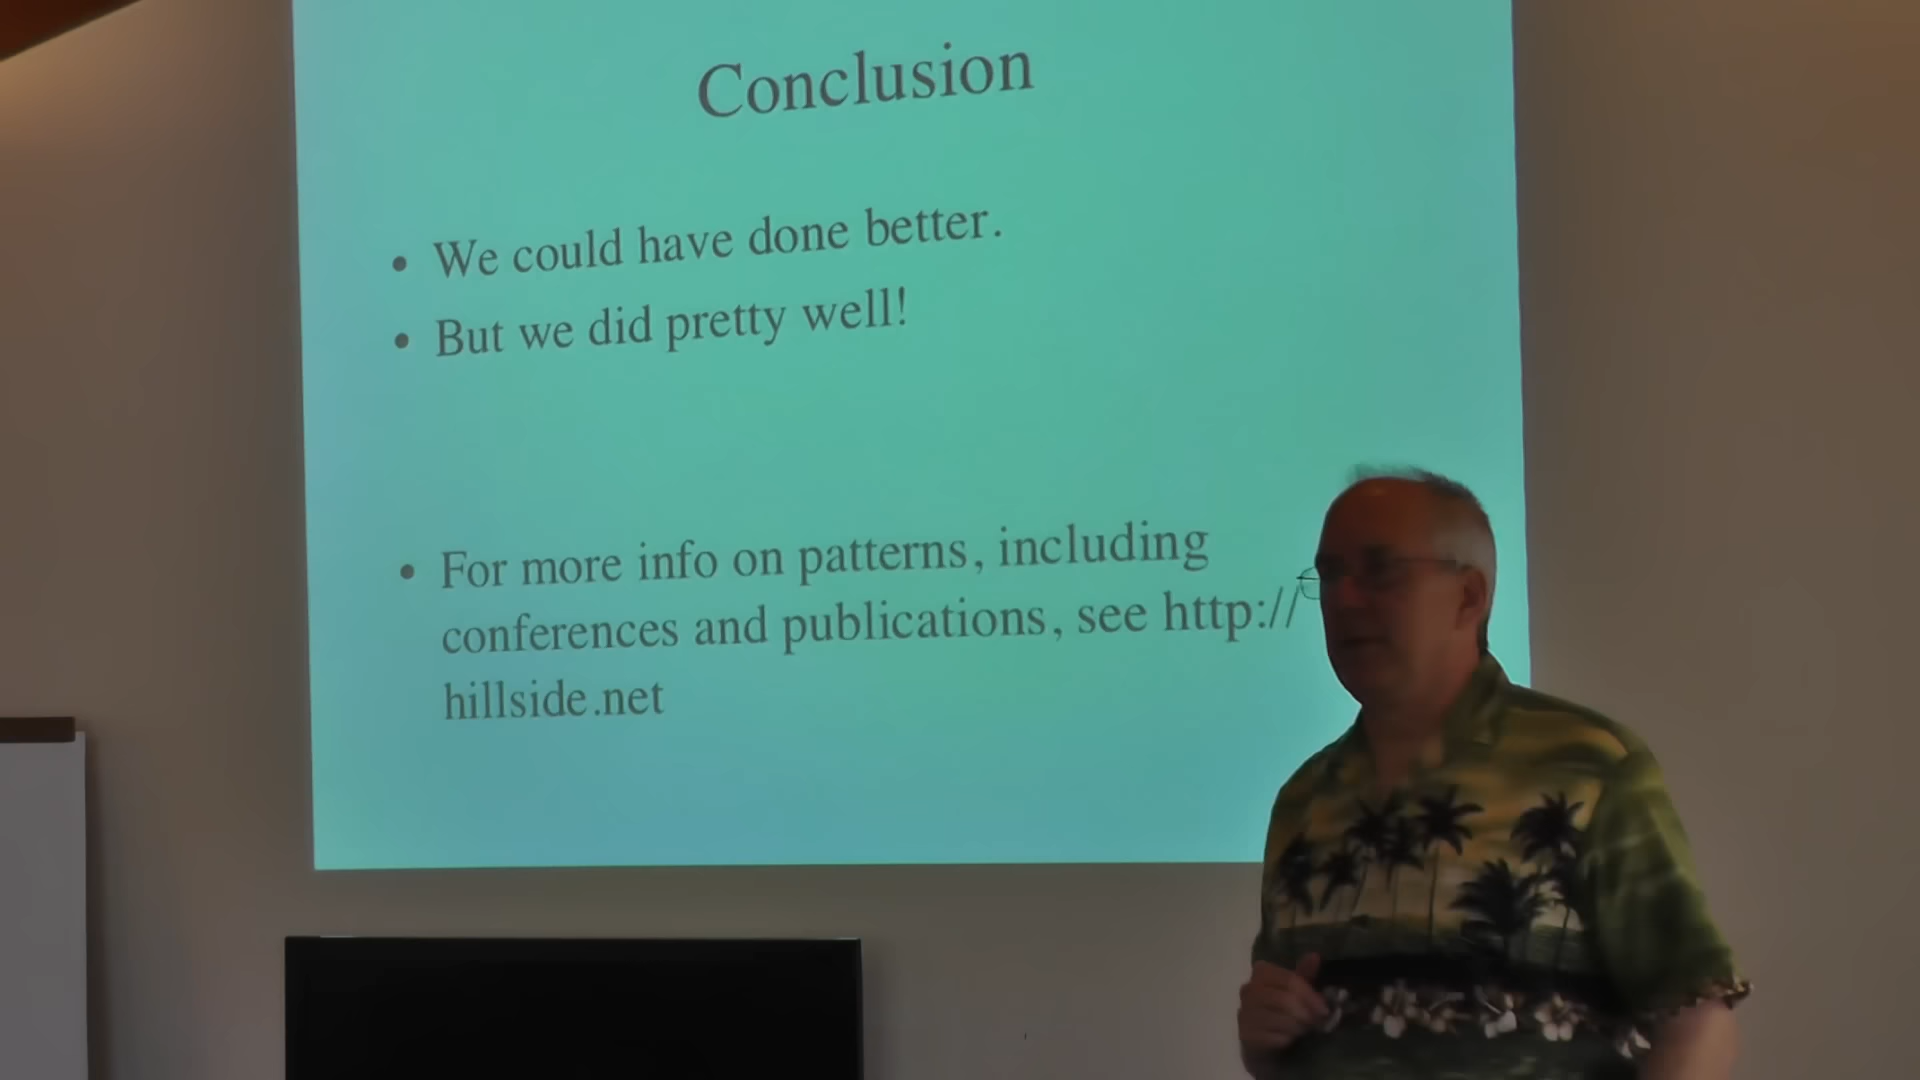 Conclusion
• We could have done better.
• But we did pretty well!
• For more info on patterns, including
conferences and publications, see http://
hillside.net